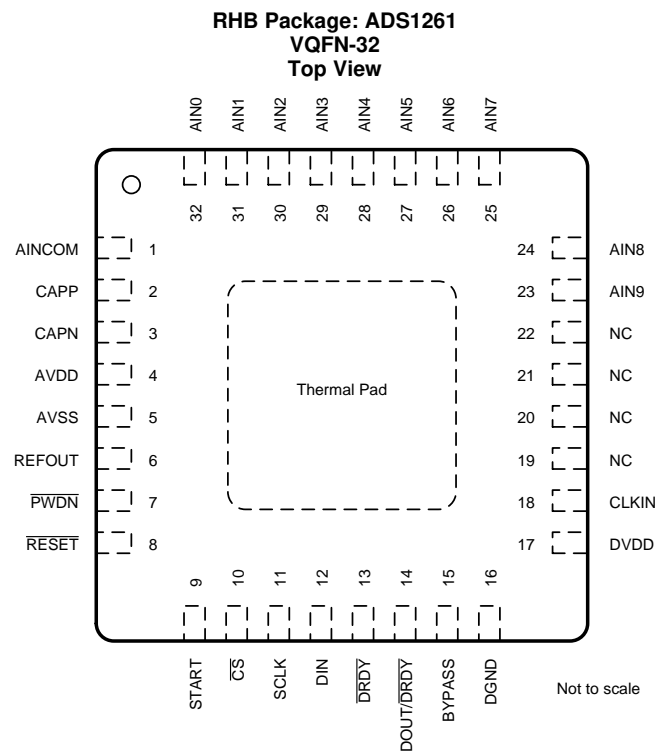 RHB Package: ADS1261
VQFN-32
Top View
AIN0 AIN1 AIN2 AIN3 AIN4 AIN5 AIN6 AIN7
32 31 30 29 28 27 26 25
AINCOM 1 24 AIN8
CAPP 2 23 AIN9
CAPN 3 22 NC
AVDD 4 21 NC
Thermal Pad
AVSS 5 20 NC
REFOUT 6 19 NC
PWDN 7 18 CLKIN
RESET 8 17 DVDD
9 10 11 12 13 14 15 16
START CS SCLK DIN DRDY DOUT/DRDY BYPASS DGND
Not to scale